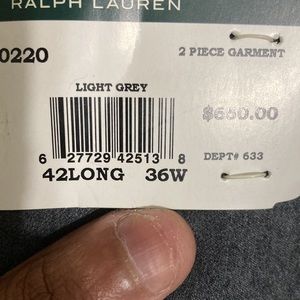 RALPH LAUREN
0220 2 PIECE GARMENT
LIGHT GREY
$650.00
6 27729 42513 8 DEPT# 633
42LONG 36W